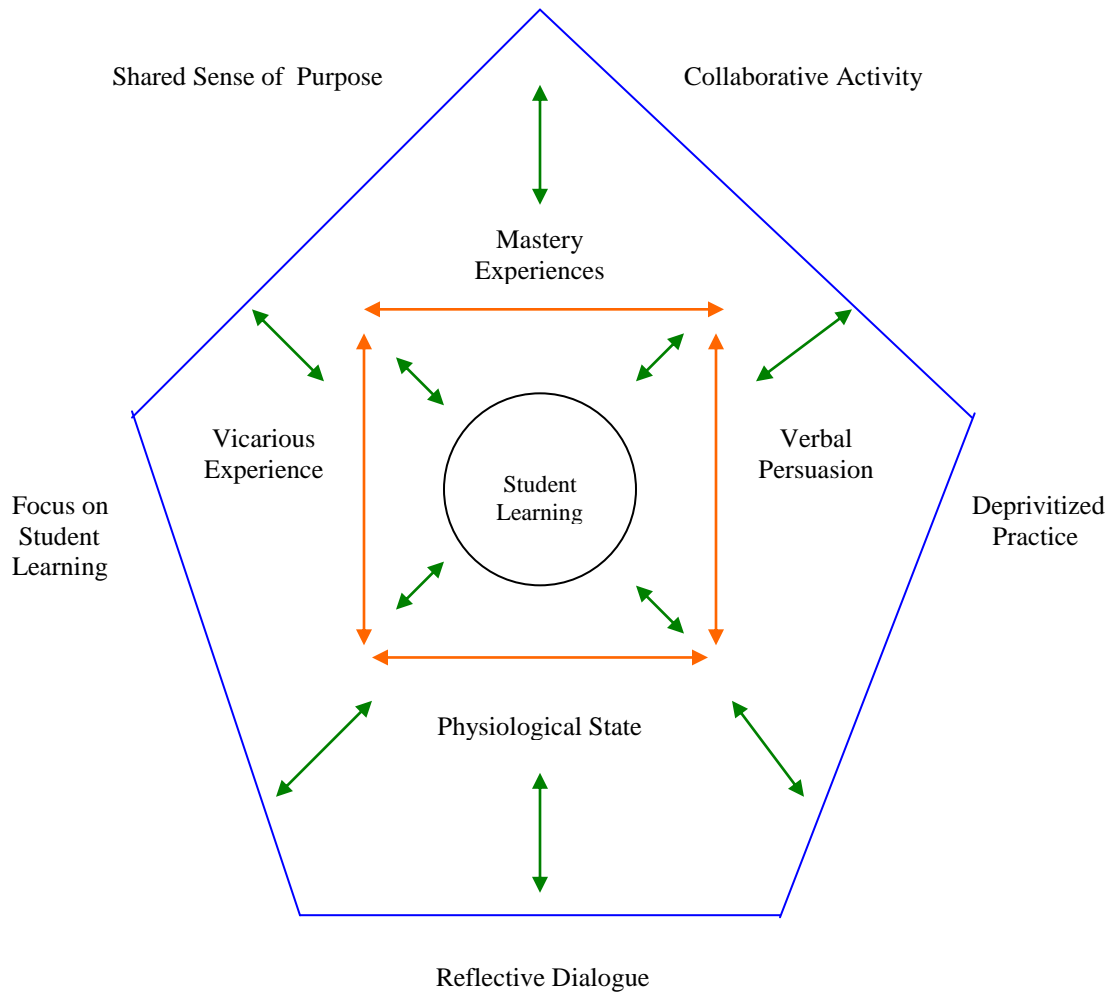 Shared Sense of Purpose
Collaborative Activity
Mastery
Experiences
Vicarious
Experience
Verbal
Persuasion
Student
Learning
Focus on
Student
Learning
Deprivitized
Practice
Physiological State
Reflective Dialogue